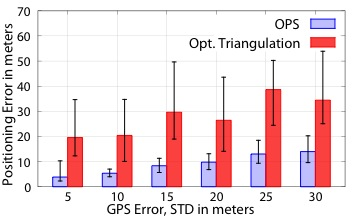 70
60
50
40
30
20
10
0
Positioning Error in meters
OPS
Opt. Triangulation
5 10 15 20 25 30
GPS Error, STD in meters